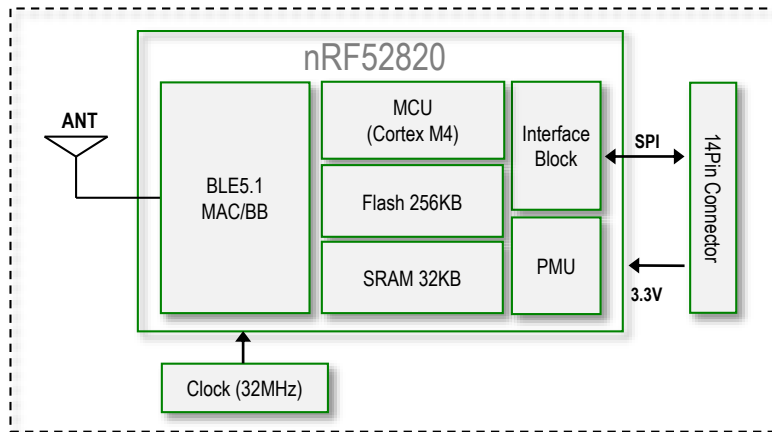 nRF52820
ANT
BLE5.1
MAC/BB
MCU
(Cortex M4)
Flash 256KB
SRAM 32KB
Interface
Block
PMU
SPI
3.3V
14Pin Connector
Clock (32MHz)